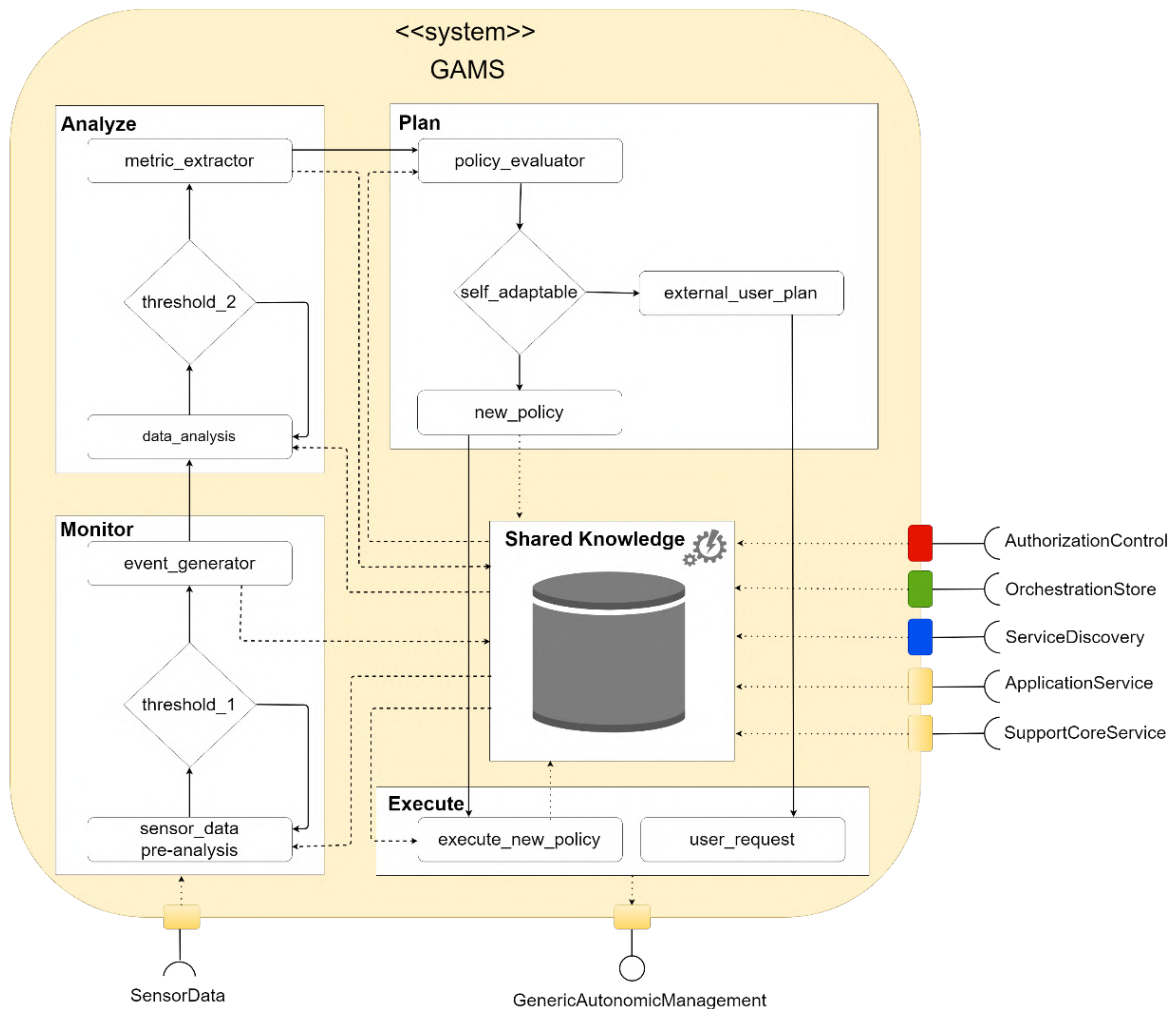 <<system>>
GAMS
Analyze
metric_extractor
threshold_2
data_analysis
Plan
policy_evaluator
self_adaptable
external_user_plan
new_policy
Monitor
event_generator
threshold_1
sensor_data
pre-analysis
Shared Knowledge
Execute
execute_new_policy
user_request
AuthorizationControl
OrchestrationStore
ServiceDiscovery
ApplicationService
SupportCoreService
SensorData
GenericAutonomicManagement